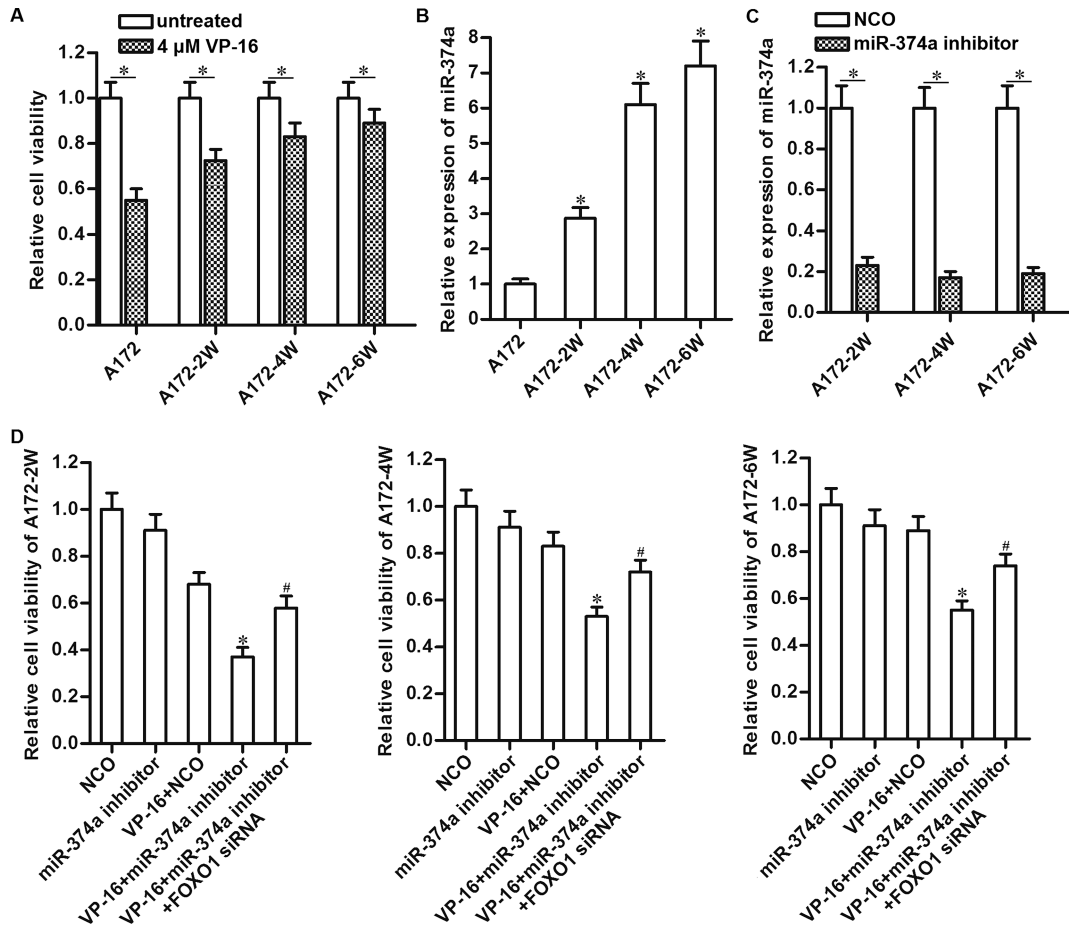 A
untreated
4 µM VP-16
Relative cell viability
1.2
1.0
0.8
0.6
0.4
0.2
0.0
*
*
*
*
A172
A172-2W
A172-4W
A172-6W
B
Relative expression of miR-374a
8
7
6
5
4
3
2
1
0
*
*
*
A172
A172-2W
A172-4W
A172-6W
C
NCO
miR-374a inhibitor
Relative expression of miR-374a
1.2
1.0
0.8
0.6
0.4
0.2
0.0
*
*
*
A172-2W
A172-4W
A172-6W
D
Relative cell viability of A172-2W
1.2
1.0
0.8
0.6
0.4
0.2
0.0
*
#
NCO
miR-374a inhibitor
VP-16+NCO
VP-16+miR-374a inhibitor
VP-16+miR-374a inhibitor
+FOXO1 siRNA
Relative cell viability of A172-4W
1.2
1.0
0.8
0.6
0.4
0.2
0.0
*
#
NCO
miR-374a inhibitor
VP-16+NCO
VP-16+miR-374a inhibitor
VP-16+miR-374a inhibitor
+FOXO1 siRNA
Relative cell viability of A172-6W
1.2
1.0
0.8
0.6
0.4
0.2
0.0
*
#
NCO
miR-374a inhibitor
VP-16+NCO
VP-16+miR-374a inhibitor
VP-16+miR-374a inhibitor
+FOXO1 siRNA